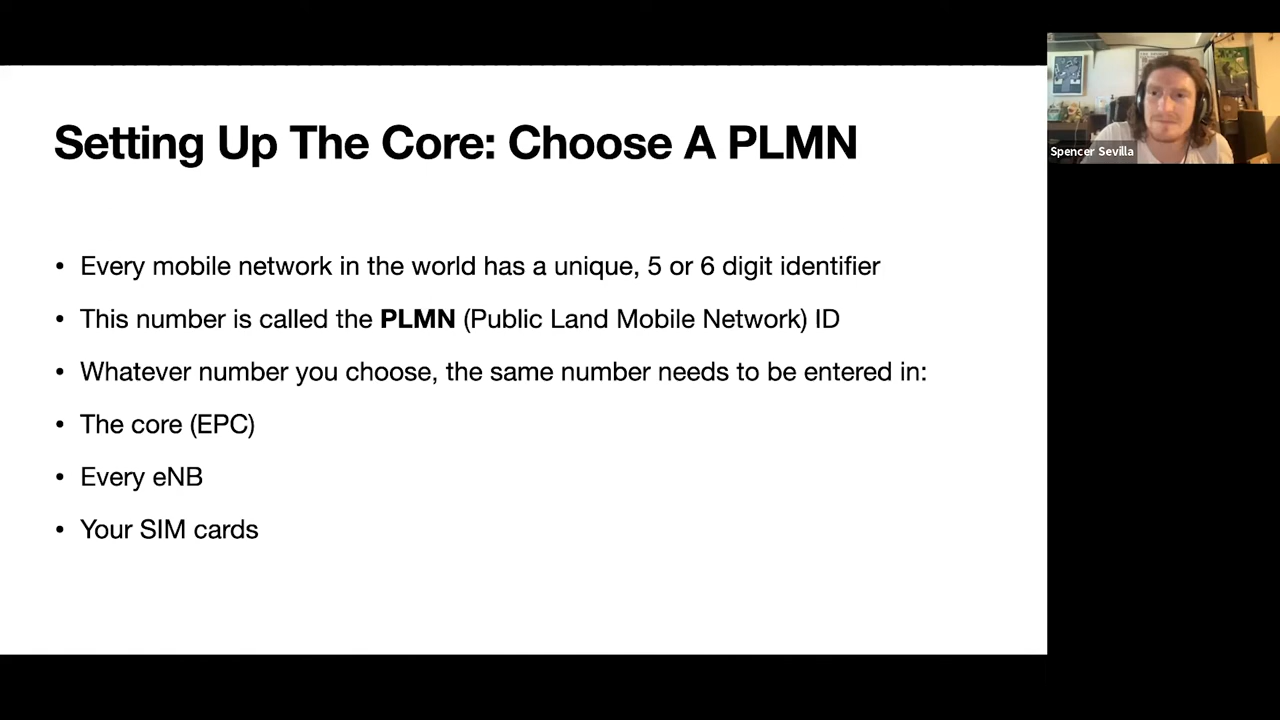 Setting Up The Core: Choose A PLMN
• Every mobile network in the world has a unique, 5 or 6 digit identifier
• This number is called the PLMN (Public Land Mobile Network) ID
• Whatever number you choose, the same number needs to be entered in:
• The core (EPC)
• Every eNB
• Your SIM cards
Spencer Sevilla